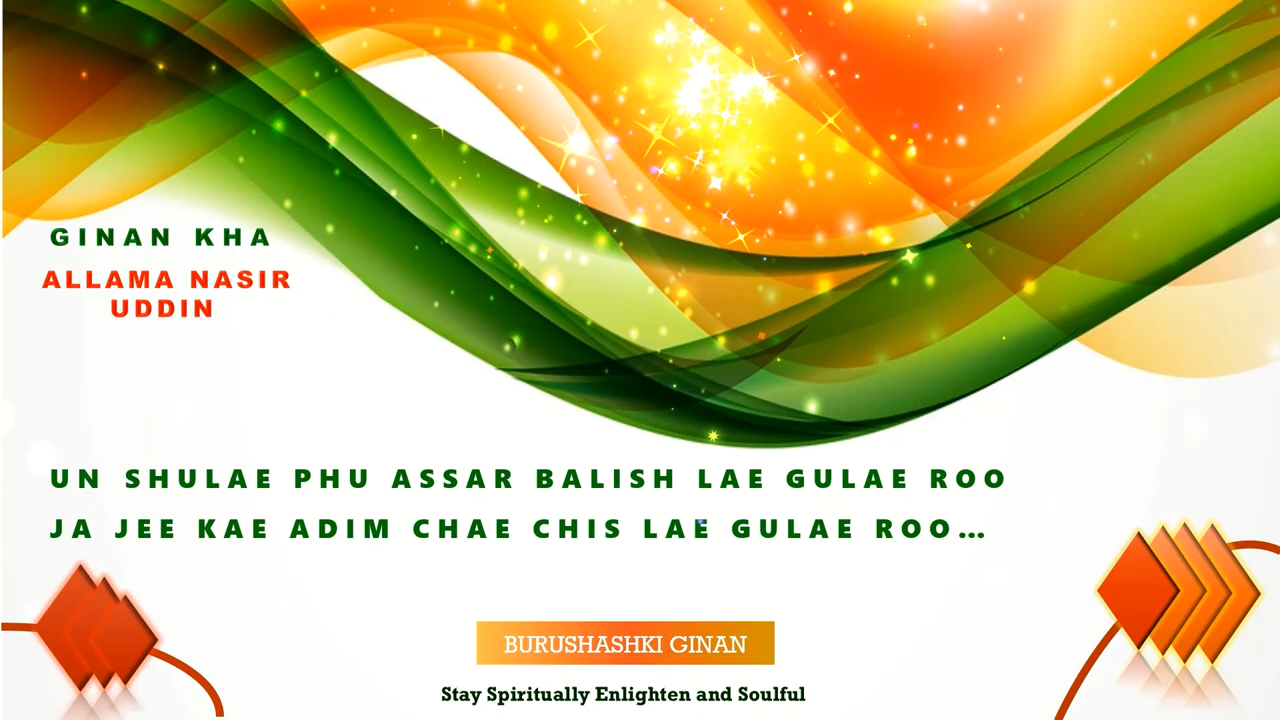 GINAN KHA
ALLAMA NASIR
UDDIN
UN SHULAE PHU ASSAR BALISH LAE GULAE ROO
JA JEE KAE ADIM CHAE CHIS LAE GULAE ROO...
BURUSHASHKI GINAN
Stay Spiritually Enlighten and Soulful